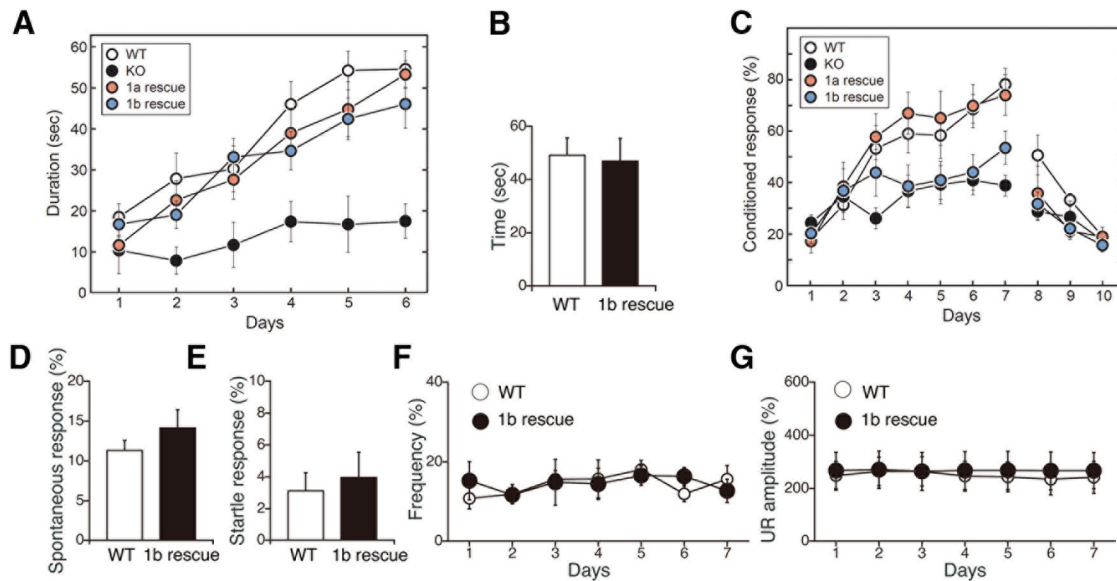 A
Duration (sec)
60
50
40
30
20
10
0
WT
KO
1a rescue
1b rescue
1 2 3 4 5 6
Days
B
Time (sec)
60
40
20
0
WT 1b rescue
C
Conditioned response (%)
80
60
40
20
0
WT
KO
1a rescue
1b rescue
1 2 3 4 5 6 7 8 9 10
Days
D
Spontaneous response (%)
20
15
10
5
0
WT 1b rescue
E
Startle response (%)
10
8
6
4
2
0
WT 1b rescue
F
Frequency (%)
40
20
0
WT
1b rescue
1 2 3 4 5 6 7
Days
G
UR amplitude (%)
600
400
200
0
WT
1b rescue
1 2 3 4 5 6 7
Days